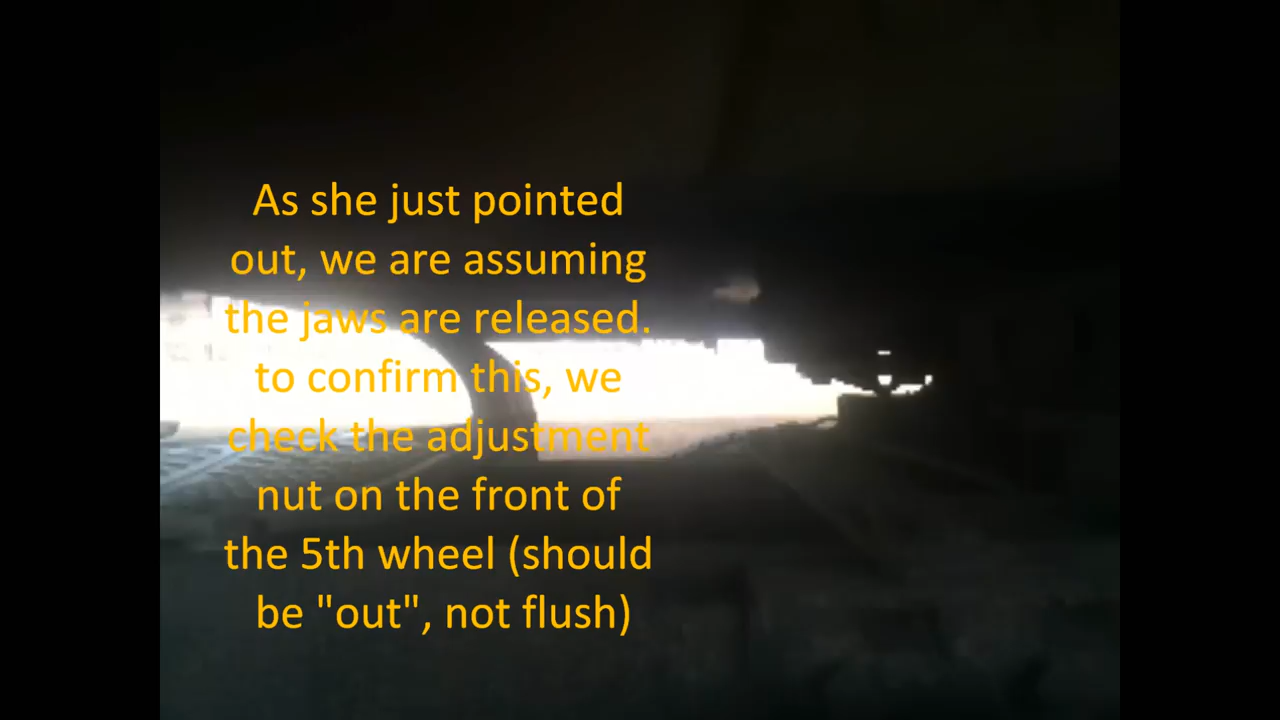 As she just pointed
out, we are assuming
the jaws are released.
to confirm this, we
check the adjustment
nut on the front of
the 5th wheel (should
be "out", not flush)